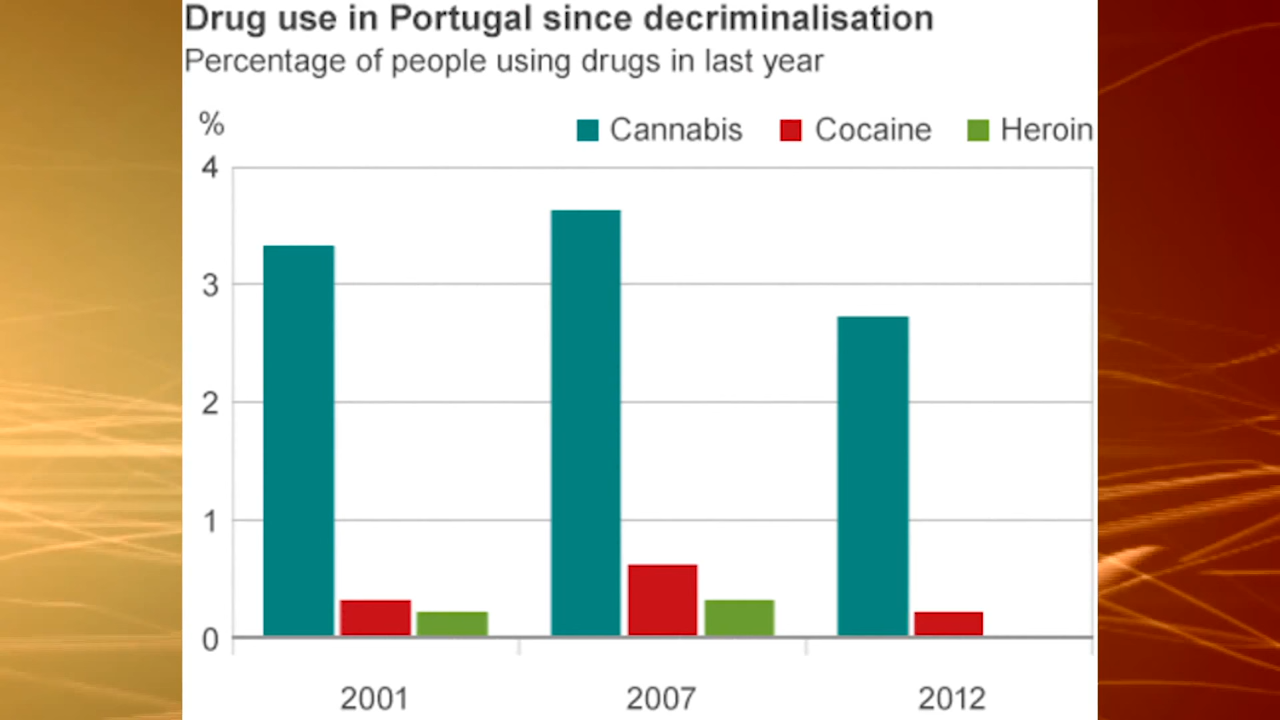 Drug use in Portugal since decriminalisation
Percentage of people using drugs in last year
%
Cannabis Cocaine Heroin
4
3
2
1
0
2001 2007 2012